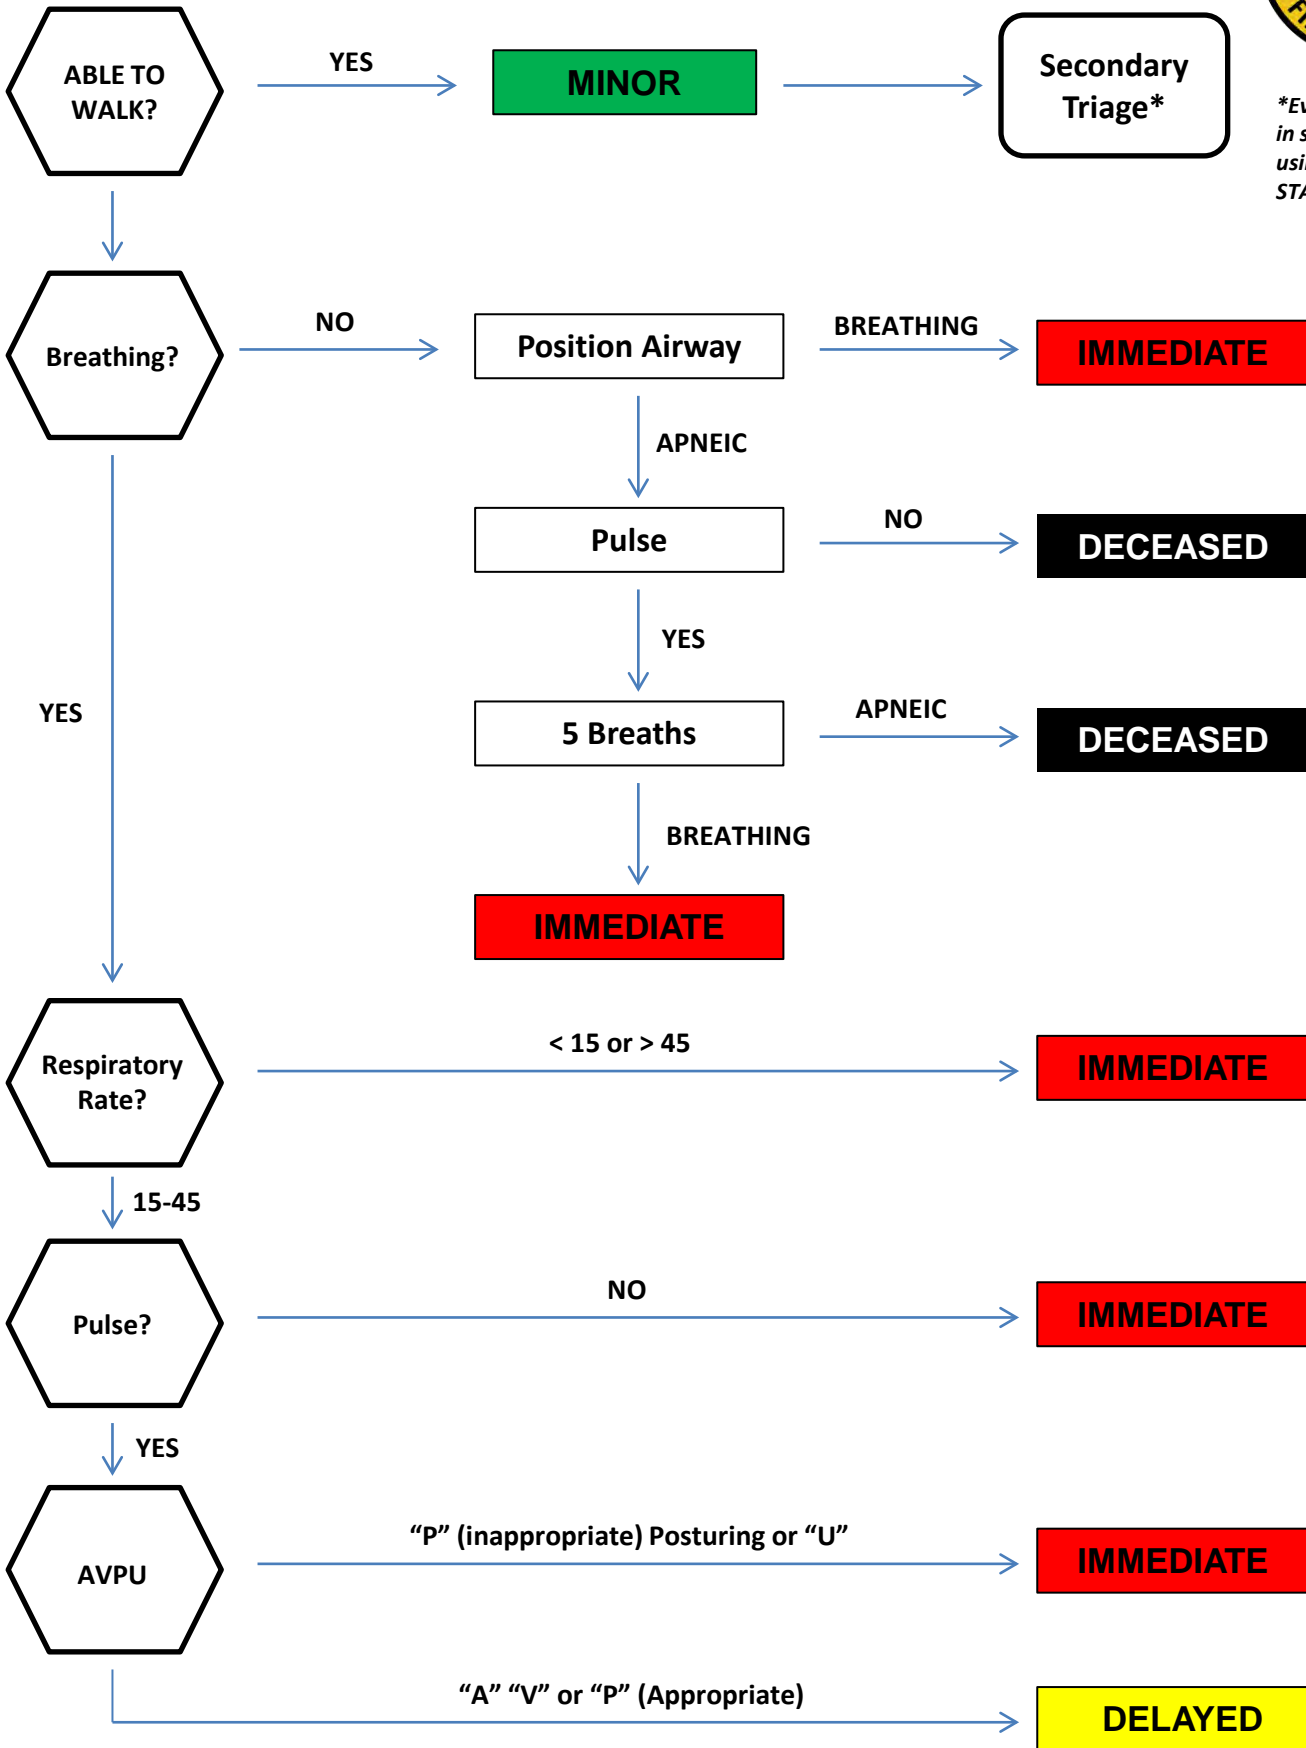 ABLE TO
WALK?
YES
MINOR
Secondary
Triage*
in s
Breathing?
NO
Position Airway
BREATHING
IMMEDIATE
APNEIC
Pulse
NO
DECEASED
YES
YES
5 Breaths
APNEIC
DECEASED
BREATHING
IMMEDIATE
Respiratory
Rate?
< 15 or > 45
IMMEDIATE
15-45
Pulse?
NO
IMMEDIATE
YES
AVPU
“P” (inappropriate) Posturing or “U”
IMMEDIATE
“A” “V” or “P” (Appropriate)
DELAYED